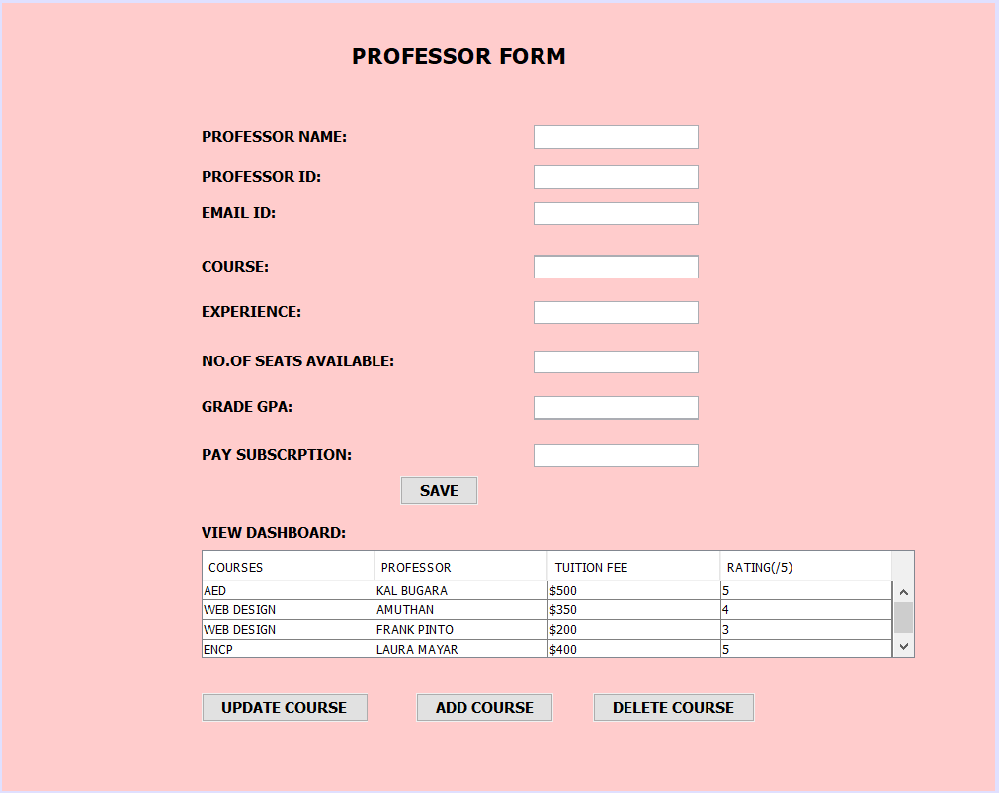 PROFESSOR FORM
PROFESSOR NAME:
PROFESSOR ID:
EMAIL ID:
COURSE:
EXPERIENCE:
NO.OF SEATS AVAILABLE:
GRADE GPA:
PAY SUBSCRPTION:
SAVE
VIEW DASHBOARD:
COURSES PROFESSOR TUITION FEE RATING(/5)
AED KAL BUGARA $500 5
WEB DESIGN AMUTHAN $350 4
WEB DESIGN FRANK PINTO $200 3
ENCP LAURA MAYAR $400 5
UPDATE COURSE ADD COURSE DELETE COURSE